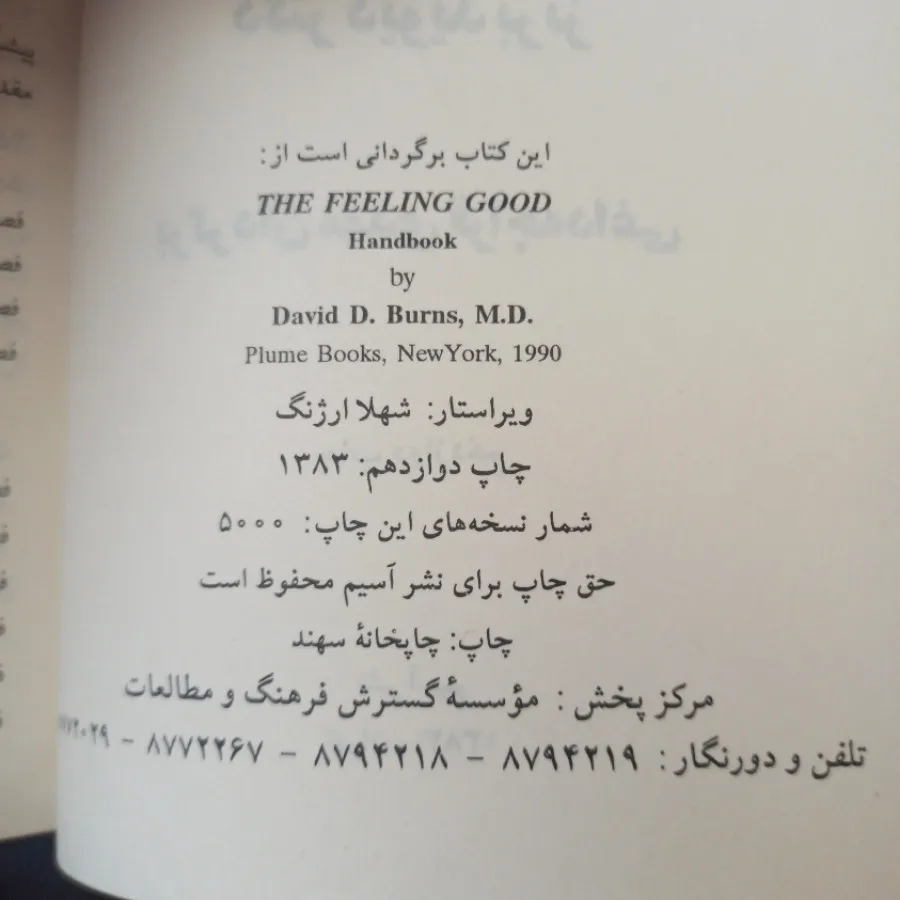 این کتاب برگردانی است از:
THE FEELING GOOD
Handbook
by
David D. Burns, M.D.
Plume Books, NewYork, 1990
ویراستار: شهلا ارژنگ
چاپ دوازدهم: ۱۳۸۳
شمار نسخه‌های این چاپ: ۵۰۰۰
حق چاپ برای نشر آسیم محفوظ است
چاپ: چاپخانهٔ سهند
مرکز پخش: مؤسسهٔ گسترش فرهنگ و مطالعات
تلفن و دورنگار: ۸۷۹۴۲۱۹ - ۸۷۹۴۲۱۸ - ۸۷۷۲۲۶۷ -